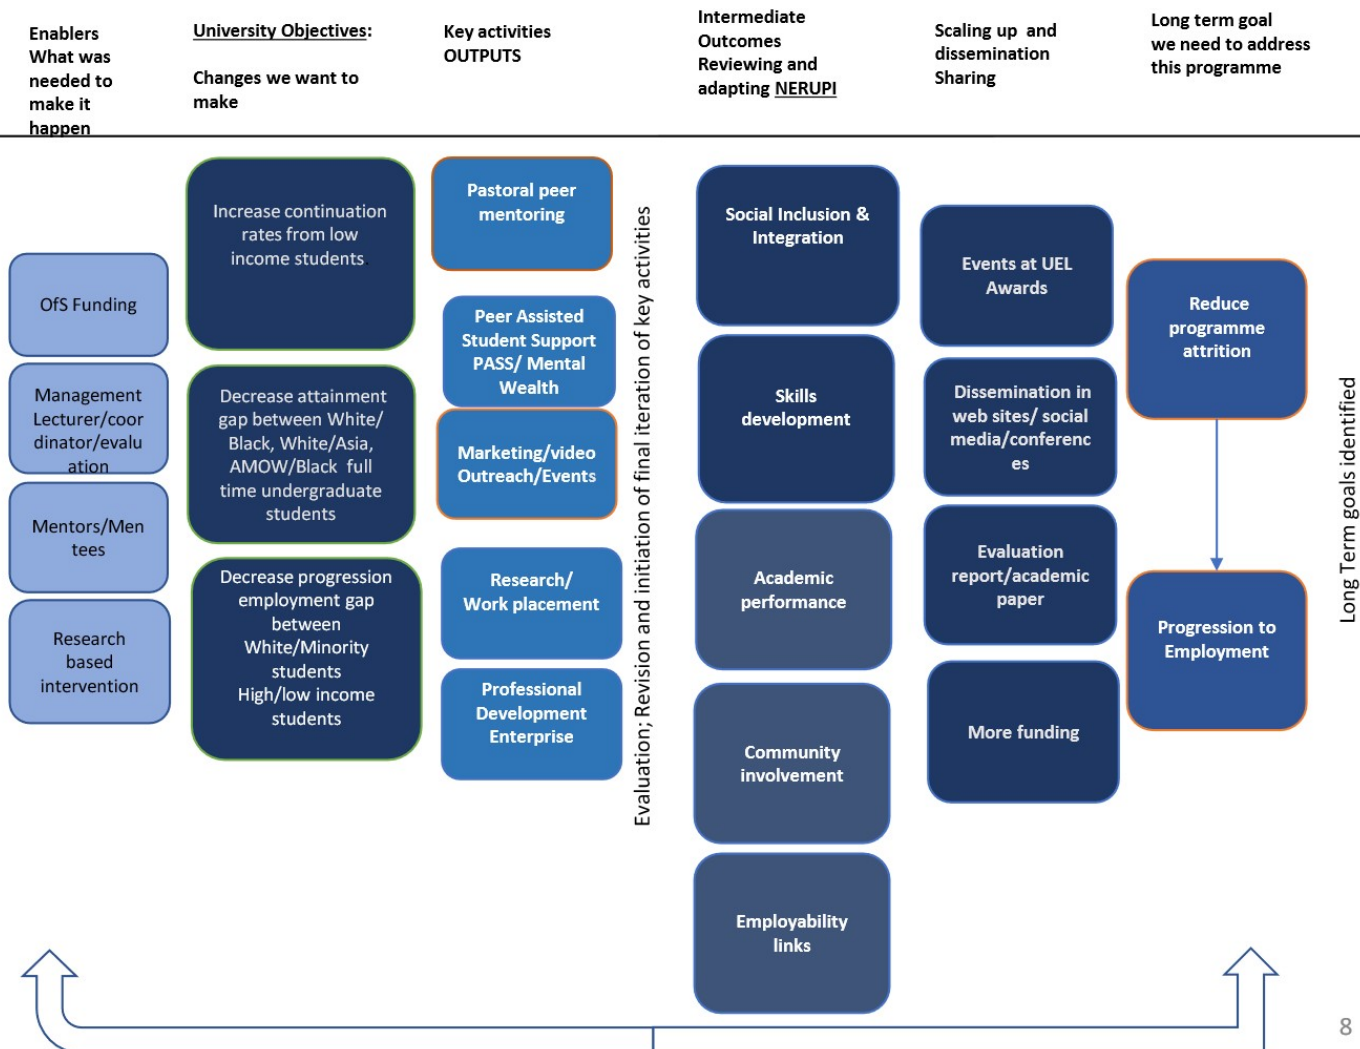 Enablers
What was
needed to
make it
happen
University Objectives:
Changes we want to
make
Key activities
OUTPUTS
Intermediate
Outcomes
Reviewing and
adapting NERUPI
Scaling up and
dissemination
Sharing
Long term goal
we need to address
this programme
OfS Funding
Management
Lecturer/coor
dinator/evalu
ation
Mentors/Men
tees
Research
based
intervention
Increase continuation
rates from low
income students.
Decrease attainment
gap between White/
Black, White/Asia,
AMOW/Black full
time undergraduate
students
Decrease progression
employment gap
between
White/Minority
students
High/low income
students
Pastoral peer
mentoring
Peer Assisted
Student Support
PASS/ Mental
Wealth
Marketing/video
Outreach/Events
Research/
Work placement
Professional
Development
Enterprise
Evaluation; Revision and initiation of final iteration of key activities
Social Inclusion &
Integration
Skills
development
Academic
performance
Community
involvement
Employability
links
Events at UEL
Awards
Dissemination in
web sites/ social
media/conferenc
es
Evaluation
report/academic
paper
More funding
Reduce
programme
attrition
Progression to
Employment
Long Term goals identified
8